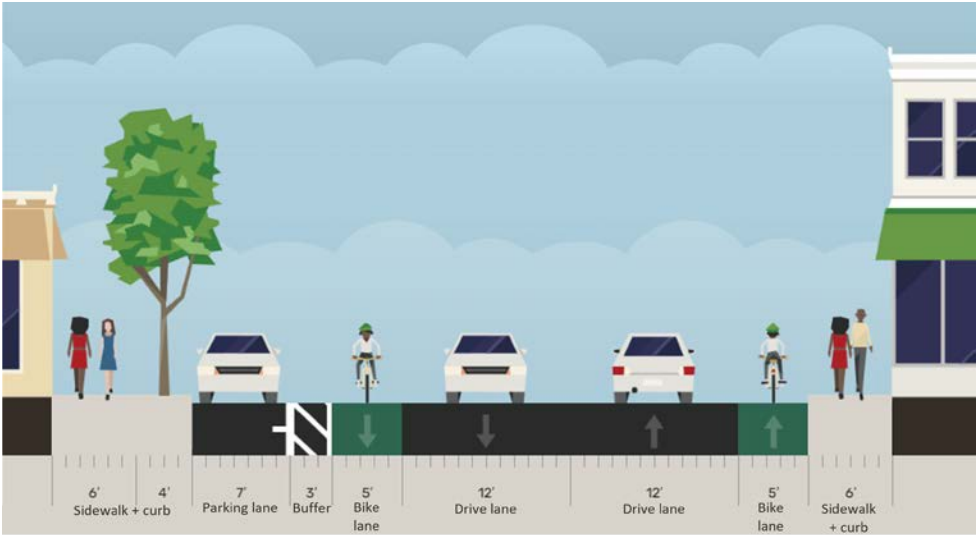 6' 4' 7' 3' 5' 12' 12' 5' 6'
Sidewalk + curb Parking lane Buffer Bike lane Drive lane Drive lane Bike lane Sidewalk + curb